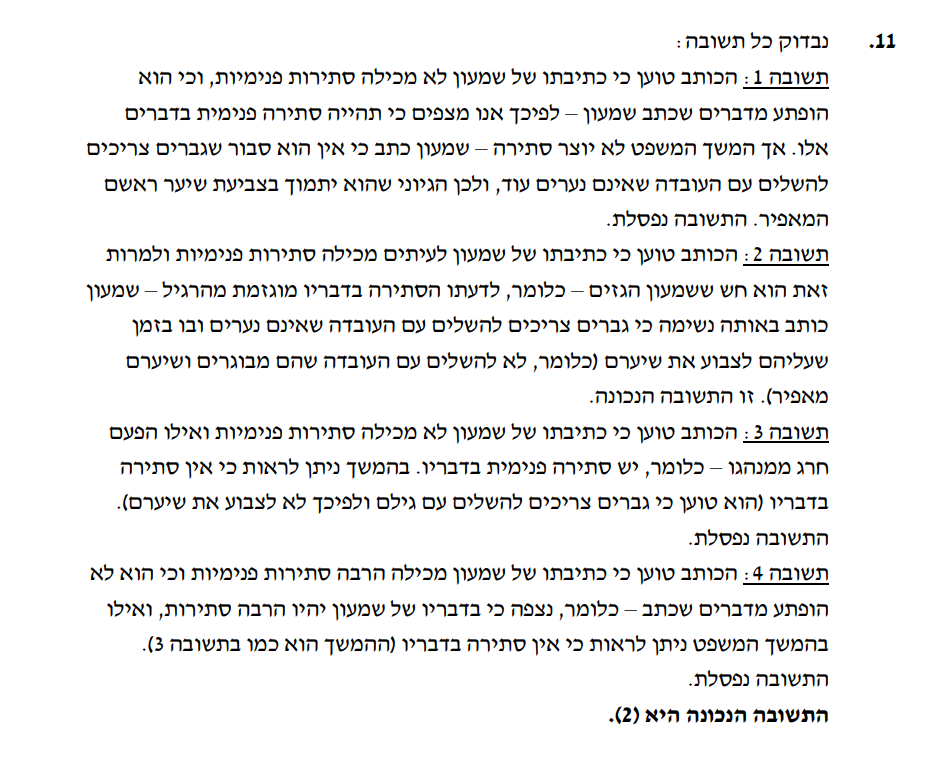 11. נבדוק כל תשובה:
תשובה 1: הכותב טוען כי כתיבתו של שמעון לא מכילה סתירות פנימיות, וכי הוא
הופתע מדברים שכתב שמעון – לפיכך אנו מצפים כי תהייה סתירה פנימית בדברים
אלו. אך המשך המשפט לא יוצר סתירה – שמעון כתב כי אין הוא סבור שגברים צריכים
להשלים עם העובדה שאינם נערים עוד, ולכן הגיוני שהוא יתמוך בצביעת שיער ראשם
המאפיר. התשובה נפסלת.
תשובה 2: הכותב טוען כי כתיבתו של שמעון לעיתים מכילה סתירות פנימיות ולמרות
זאת הוא חש ששמעון הגזים – כלומר, לדעתו הסתירה בדבריו מוגזמת מהרגיל – שמעון
כותב באותה נשימה כי גברים צריכים להשלים עם העובדה שאינם נערים ובו בזמן
שעליהם לצבוע את שיערם (כלומר, לא להשלים עם העובדה שהם מבוגרים ושיערם
מאפיר). זו התשובה הנכונה.
תשובה 3: הכותב טוען כי כתיבתו של שמעון לא מכילה סתירות פנימיות ואילו הפעם
חרג ממנהגו – כלומר, יש סתירה פנימית בדבריו. בהמשך ניתן לראות כי אין סתירה
בדבריו (הוא טוען כי גברים צריכים להשלים עם גילם ולפיכך לא לצבוע את שיערם).
התשובה נפסלת.
תשובה 4: הכותב טוען כי כתיבתו של שמעון מכילה הרבה סתירות פנימיות וכי הוא לא
הופתע מדברים שכתב – כלומר, נצפה כי בדבריו של שמעון יהיו הרבה סתירות, ואילו
בהמשך המשפט ניתן לראות כי אין סתירה בדבריו (ההמשך הוא כמו בתשובה 3).
התשובה נפסלת.
התשובה הנכונה היא (2).